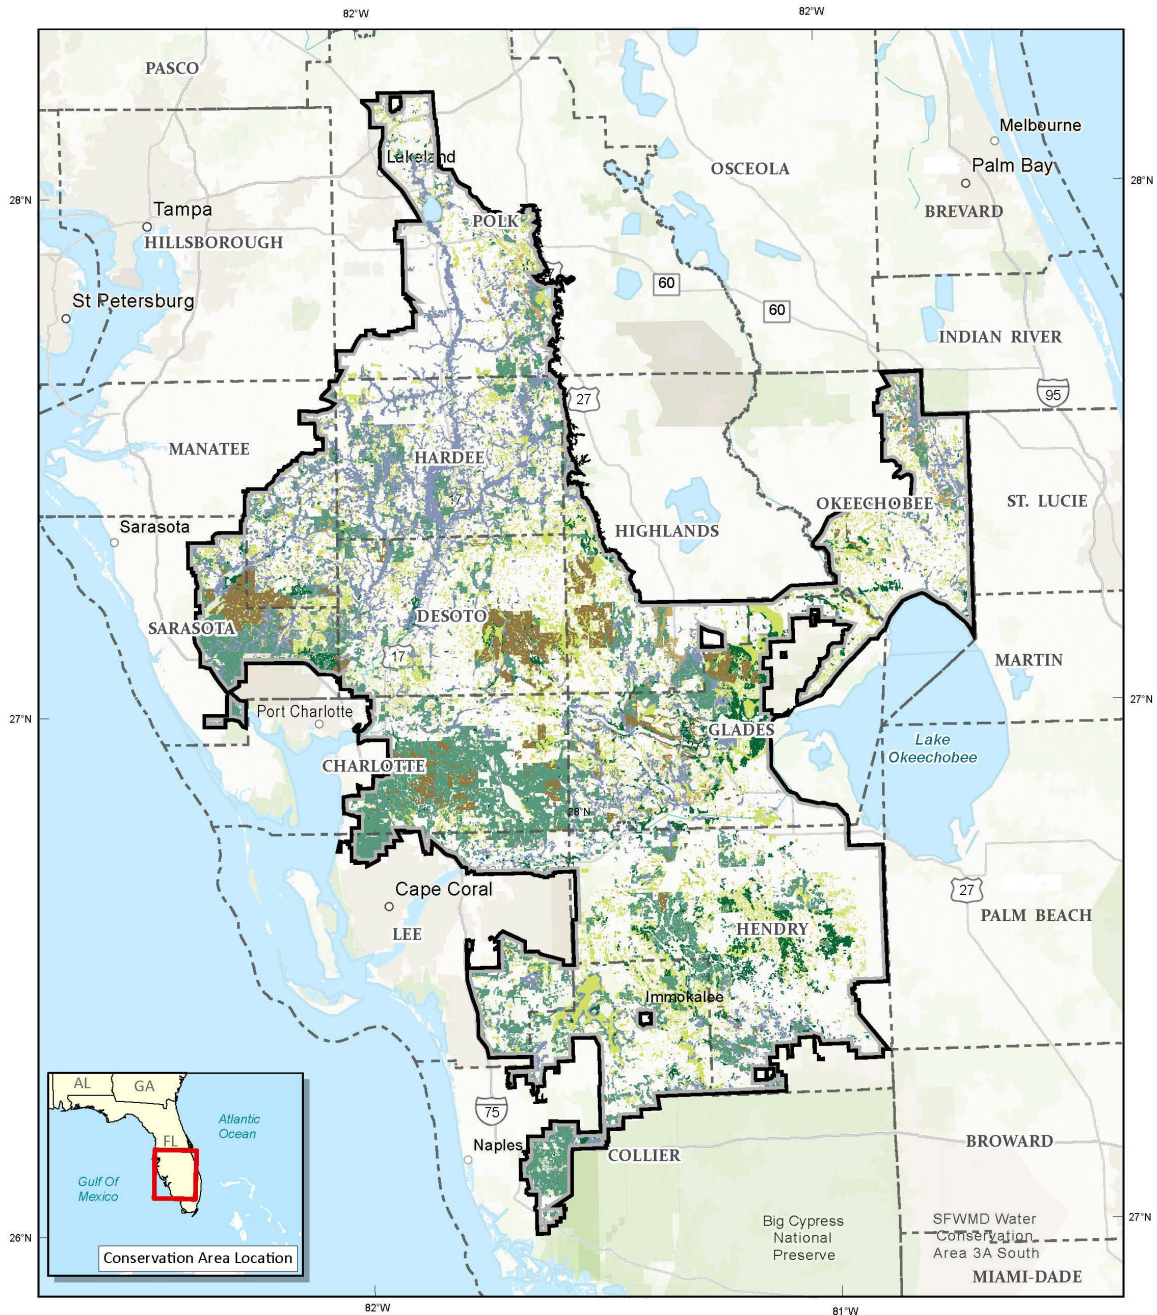 82°W
82°W
PASCO
Melbourne
Lakeland
OSCEOLA
Palm Bay
28°N
28°N
Tampa
POLK
BREVARD
HILLSBOROUGH
60
St Petersburg
60
INDIAN RIVER
27
95
MANATEE
HARDEE
17
OKEECHOBEE
ST. LUCIE
Sarasota
HIGHLANDS
SARASOTA
DESOTO
17
MARTIN
27°N
27°N
Port Charlotte
GLADES
Lake
Okeechobee
CHARLOTTE
28°N
Cape Coral
27
PALM BEACH
LEE
HENDRY
Immokalee
AL
GA
Atlantic
Ocean
75
FL
Naples
BROWARD
COLLIER
Gulf Of
Mexico
Big Cypress
National
Preserve
SFWMD Water
Conservation
Area 3A South
27°N
26°N
Conservation Area Location
MIAMI-DADE
82°W
81°W